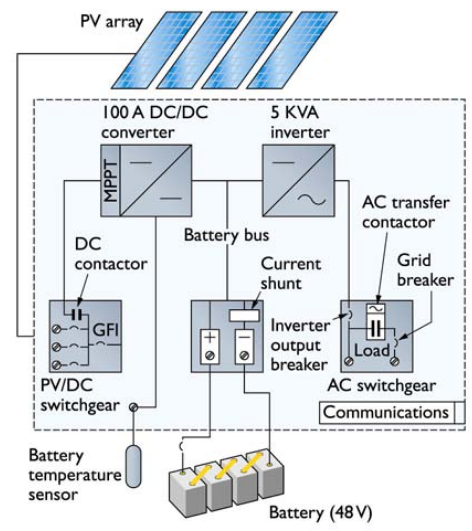 PV array
100 A DC/DC
converter
5 KVA
inverter
MPPT
AC transfer
contactor
Battery bus
DC
contactor
Current
shunt
Grid
breaker
GFI
+
−
Inverter
output
breaker
Load
PV/DC
switchgear
AC switchgear
Communications
Battery
temperature
sensor
Battery (48 V)